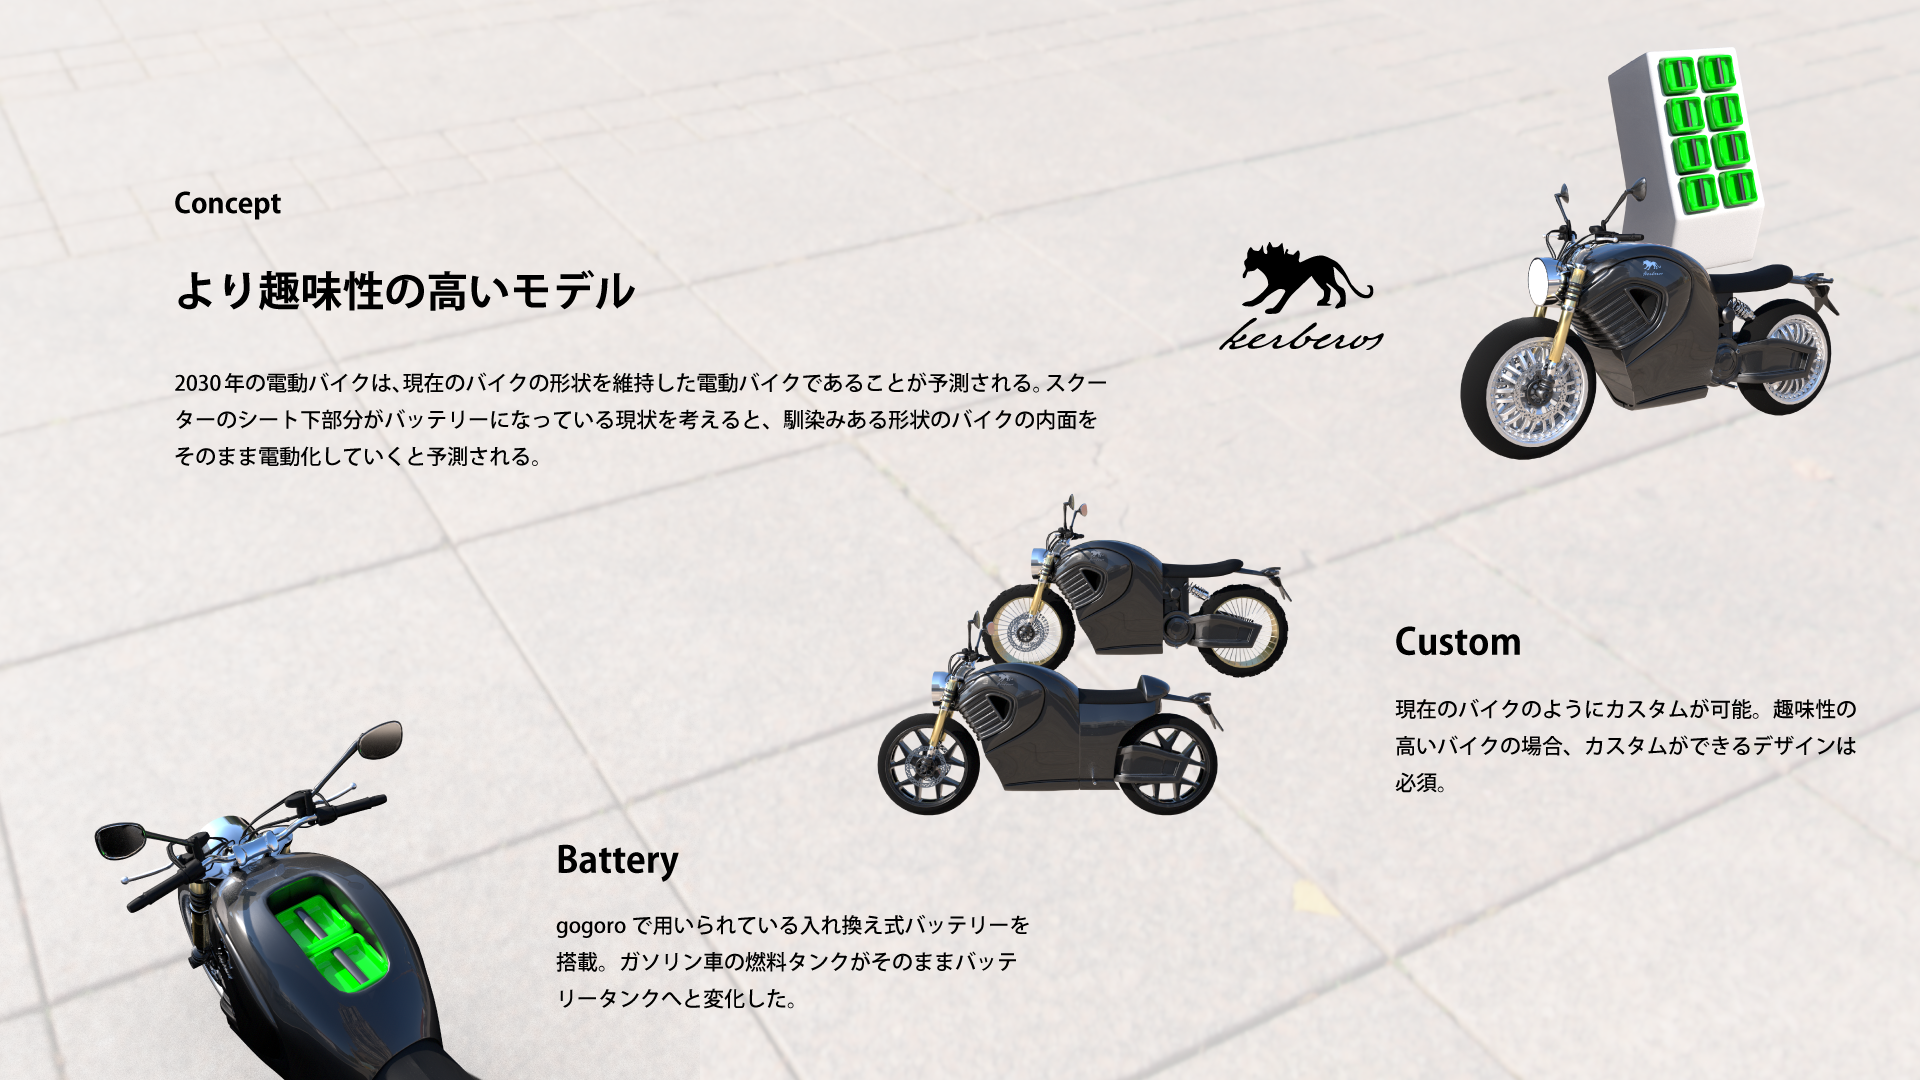 Concept
より趣味性の高いモデル
2030年の電動バイクは、現在のバイクの形状を維持した電動バイクであることが予測される。スクー
ターのシート下部分がバッテリーになっている現状を考えると、馴染みある形状のバイクの内面を
そのまま電動化していくと予測される。
kerberos
Custom
現在のバイクのようにカスタムが可能。趣味性の
高いバイクの場合、カスタムができるデザインは
必須。
Battery
gogoro で用いられている入れ換え式バッテリーを
搭載。ガソリン車の燃料タンクがそのままバッテ
リータンクへと変化した。